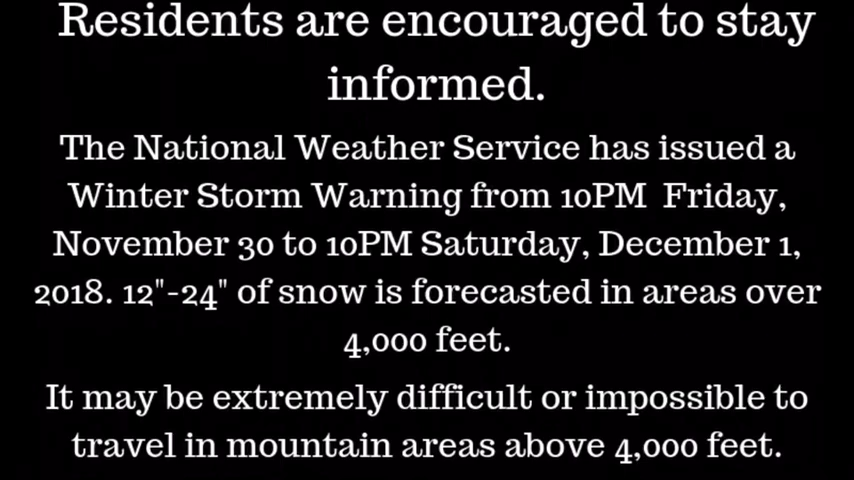 Residents are encouraged to stay
informed.
The National Weather Service has issued a
Winter Storm Warning from 10PM Friday,
November 30 to 10PM Saturday, December 1,
2018. 12"-24" of snow is forecasted in areas over
4,000 feet.
It may be extremely difficult or impossible to
travel in mountain areas above 4,000 feet.